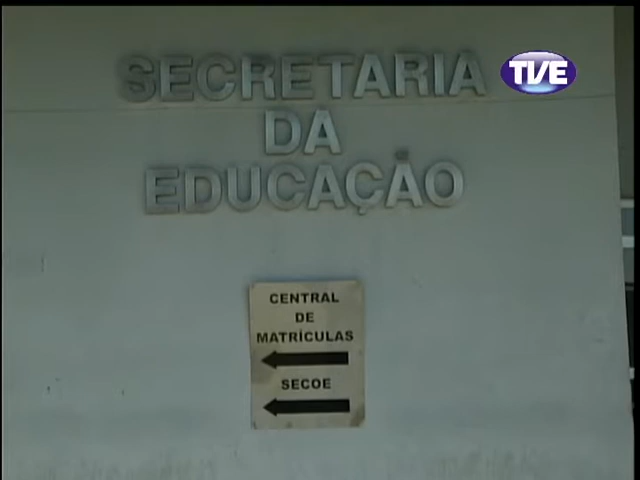 SECRETARIA
TVE
DA
EDUCAÇÃO
CENTRAL
DE
MATRÍCULAS
SECOE